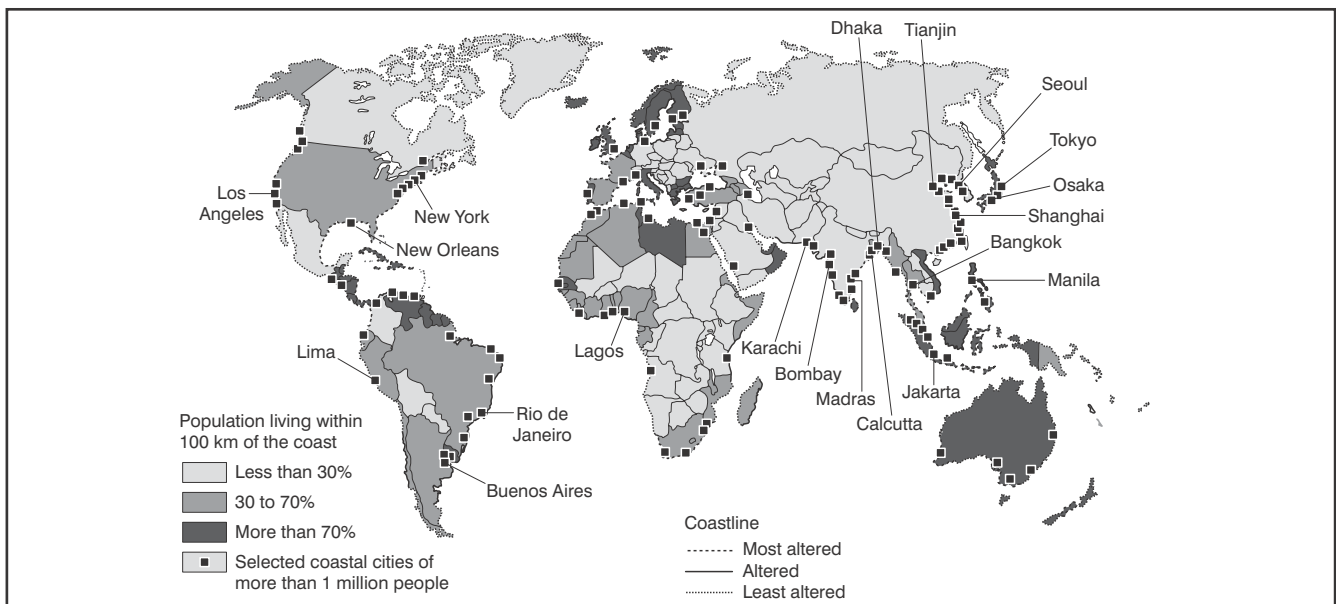 Dhaka
Tianjin
Seoul
Tokyo
Osaka
Shanghai
Bangkok
Manila
Los
Angeles
New York
New Orleans
Lima
Lagos
Karachi
Bombay
Madras
Jakarta
Calcutta
Rio de
Janeiro
Buenos Aires
Population living within
100 km of the coast
Less than 30%
30 to 70%
More than 70%
Selected coastal cities of
more than 1 million people
Coastline
Most altered
Altered
Least altered